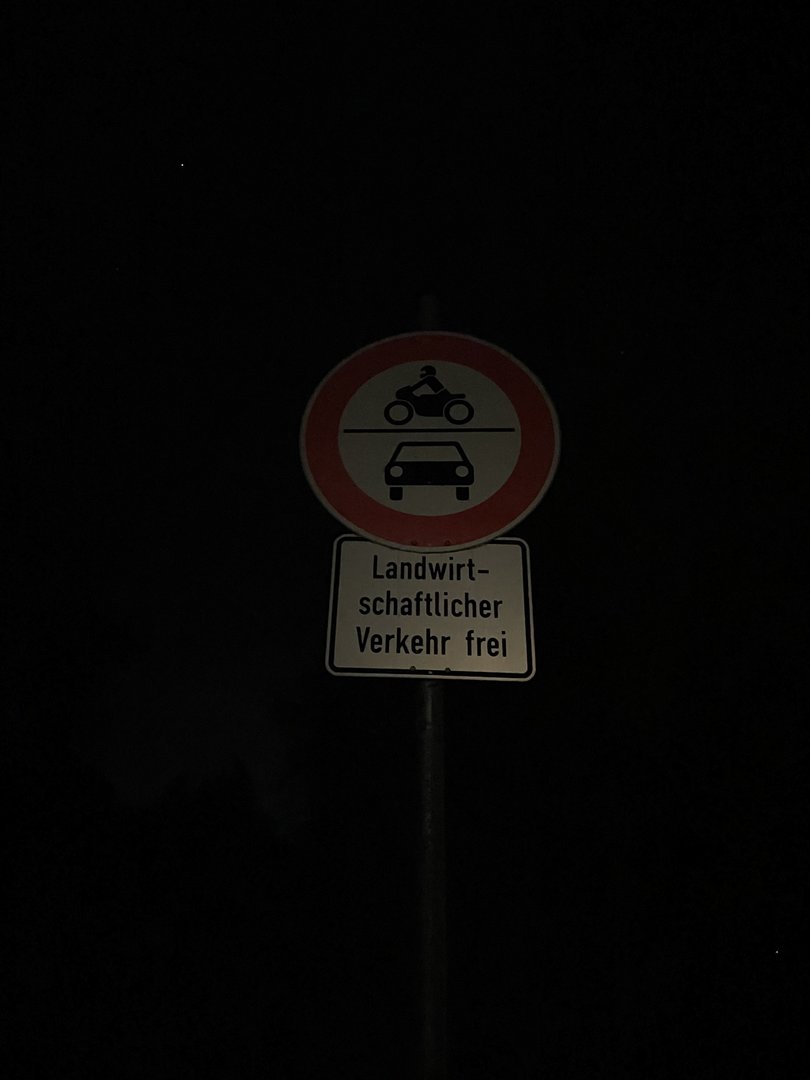 Landwirt-
schaftlicher
Verkehr frei